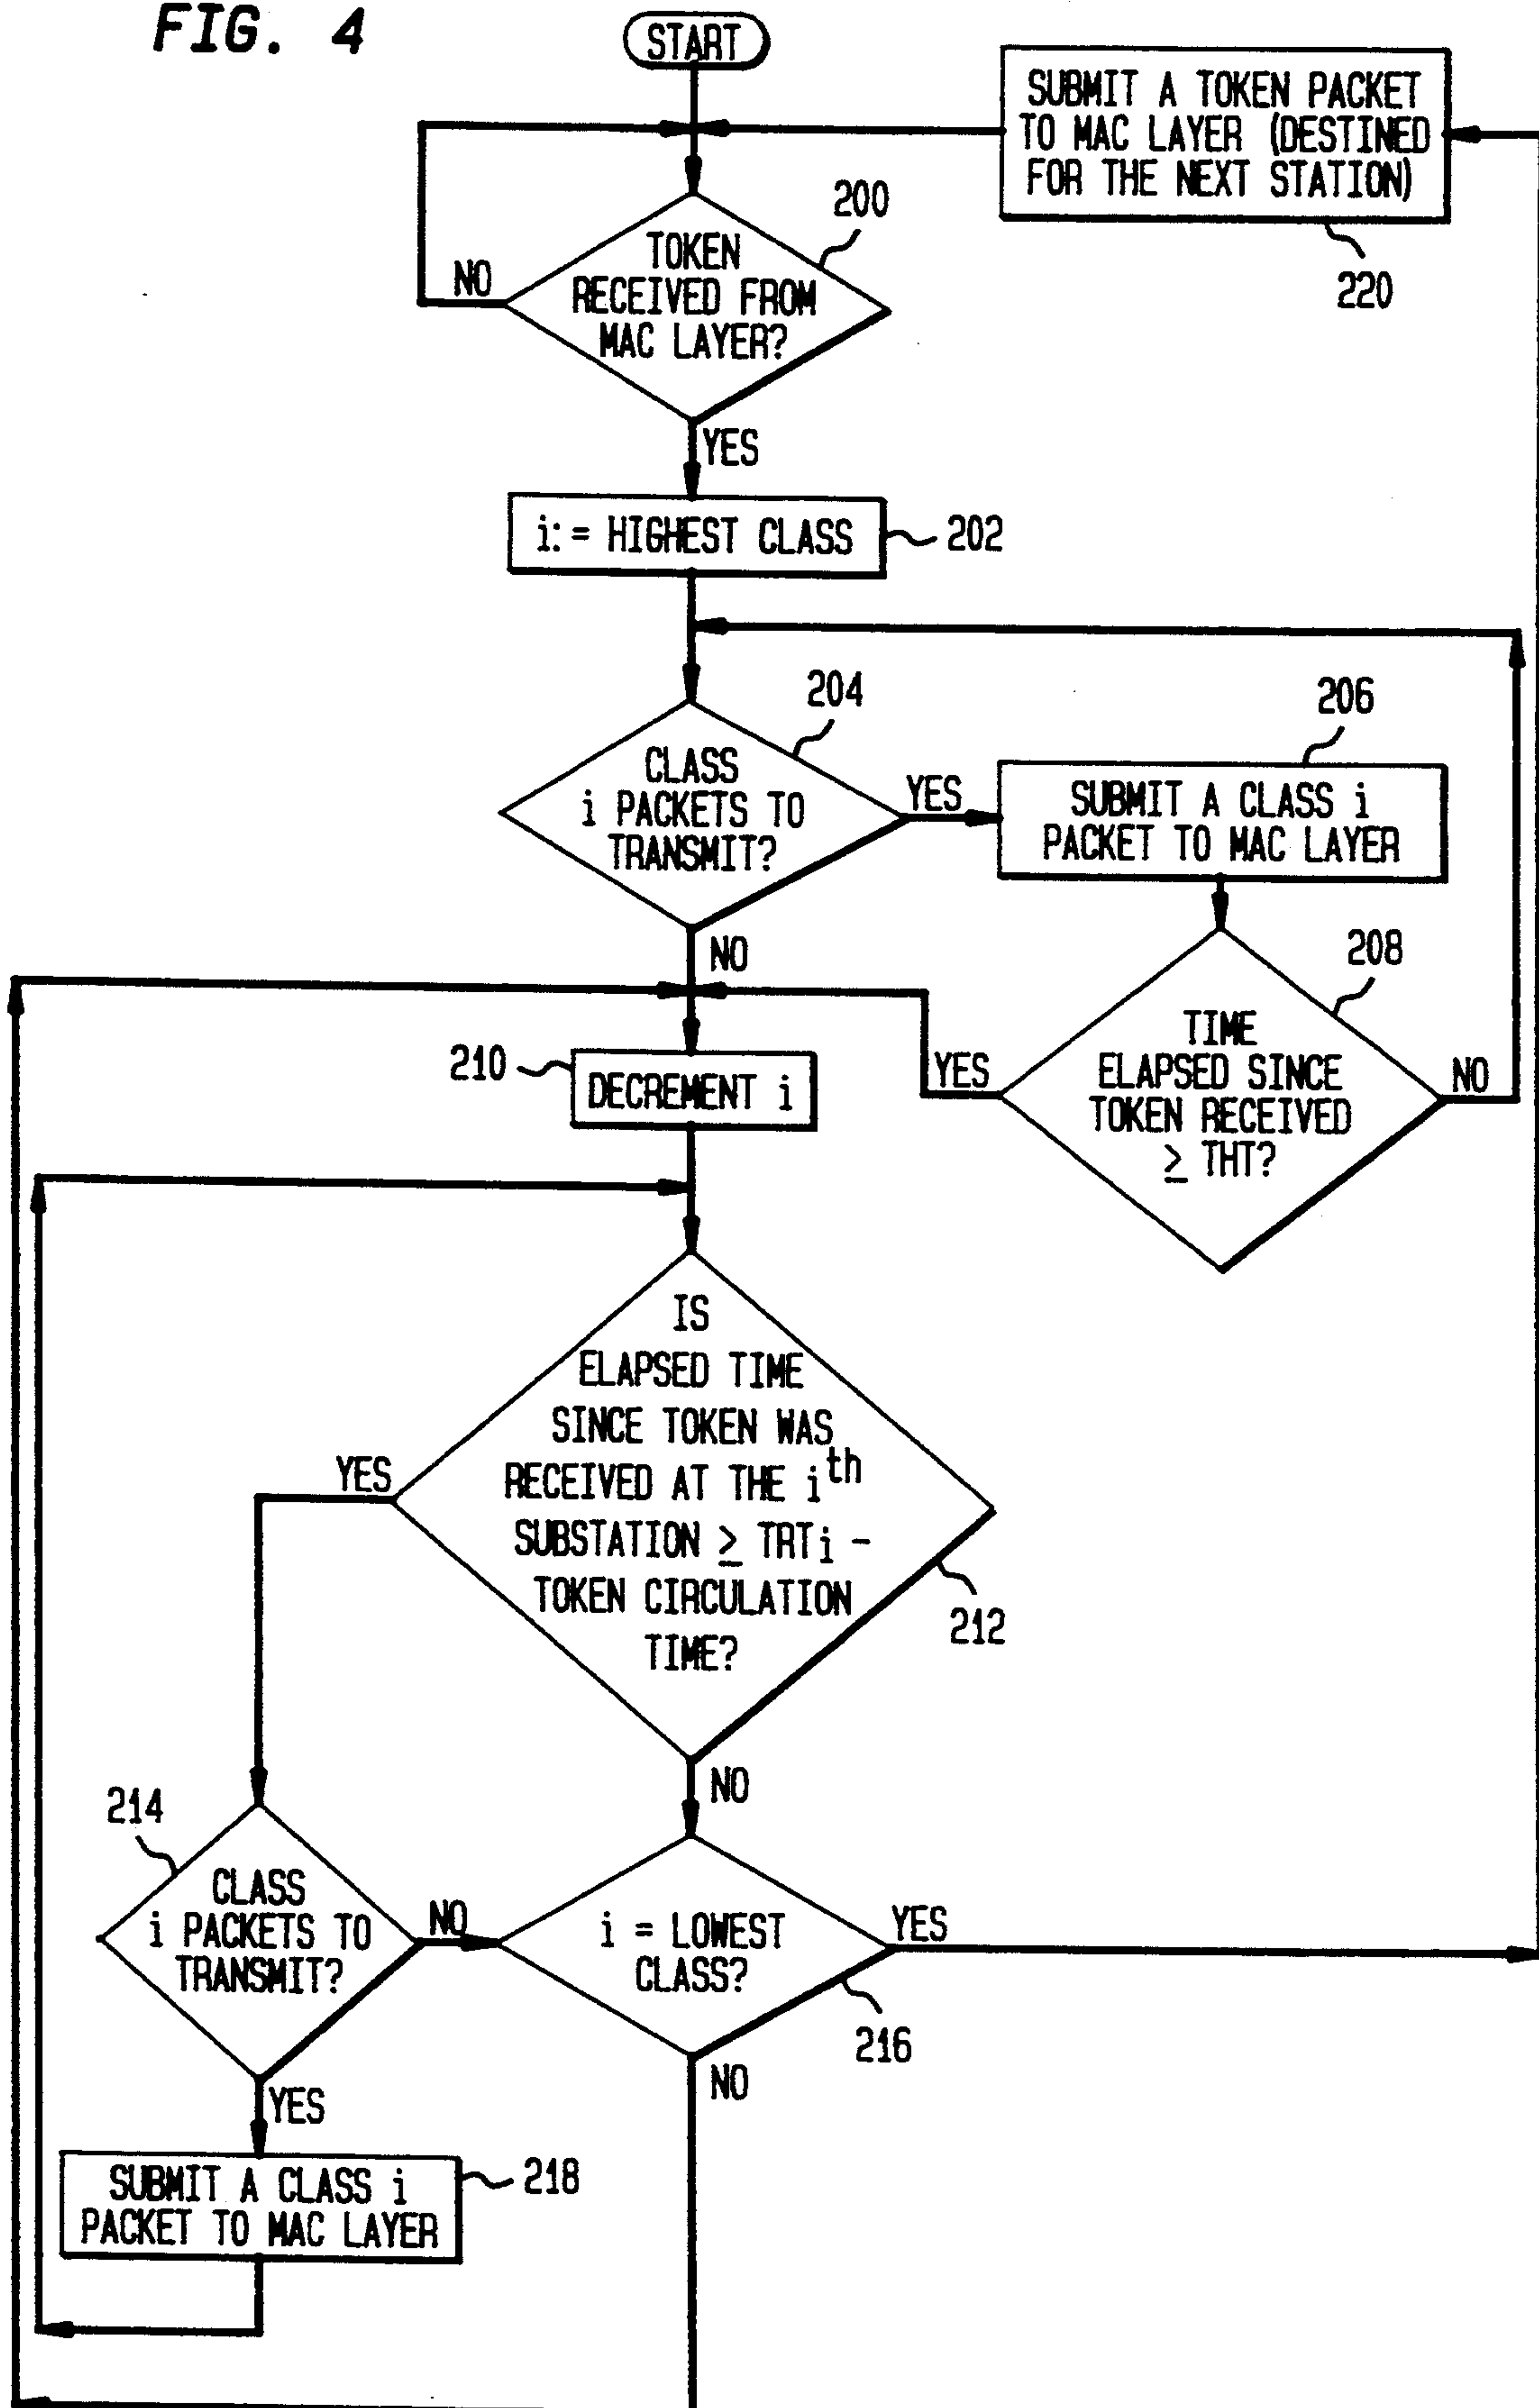 FIG. 4
START
SUBMIT A TOKEN PACKET
TO MAC LAYER (DESTINED
FOR THE NEXT STATION)
220
200
TOKEN
RECEIVED FROM
MAC LAYER?
NO
YES
i: = HIGHEST CLASS
202
204
CLASS
i PACKETS TO
TRANSMIT?
YES
206
SUBMIT A CLASS i
PACKET TO MAC LAYER
NO
208
TIME
ELAPSED SINCE
TOKEN RECEIVED
≥ THT?
YES
NO
210
DECREMENT i
IS
ELAPSED TIME
SINCE TOKEN WAS
RECEIVED AT THE i^th
SUBSTATION ≥ TRTi -
TOKEN CIRCULATION
TIME?
YES
212
NO
214
CLASS
i PACKETS TO
TRANSMIT?
NO
i = LOWEST
CLASS?
YES
216
NO
YES
SUBMIT A CLASS i
PACKET TO MAC LAYER
218